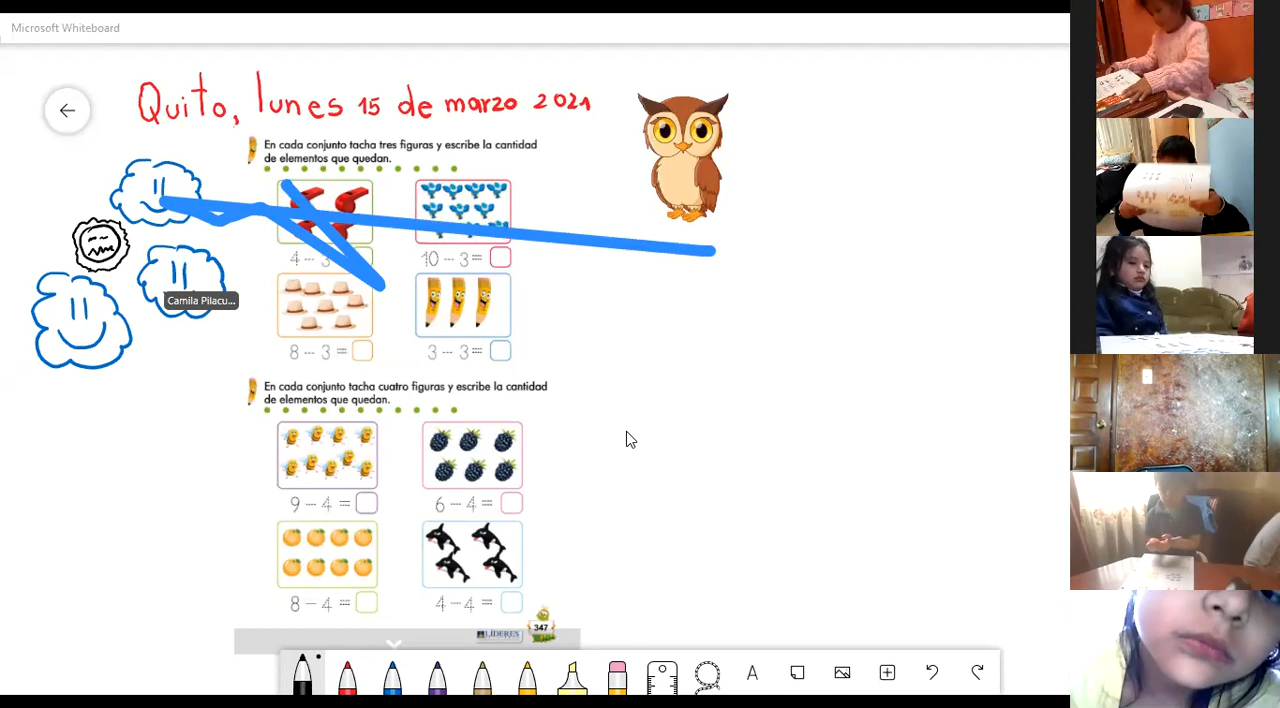 Microsoft Whiteboard
Quito, lunes 15 de marzo 2021
En cada conjunto tacha tres figuras y escribe la cantidad
de elementos que quedan.
4 - 3
10 - 3 =
Camila Pilacu...
8 - 3 =
3 - 3 =
En cada conjunto tacha cuatro figuras y escribe la cantidad
de elementos que quedan.
9 - 4 =
6 - 4 =
8 - 4 =
4 - 4 =
LÍDERES
347
A